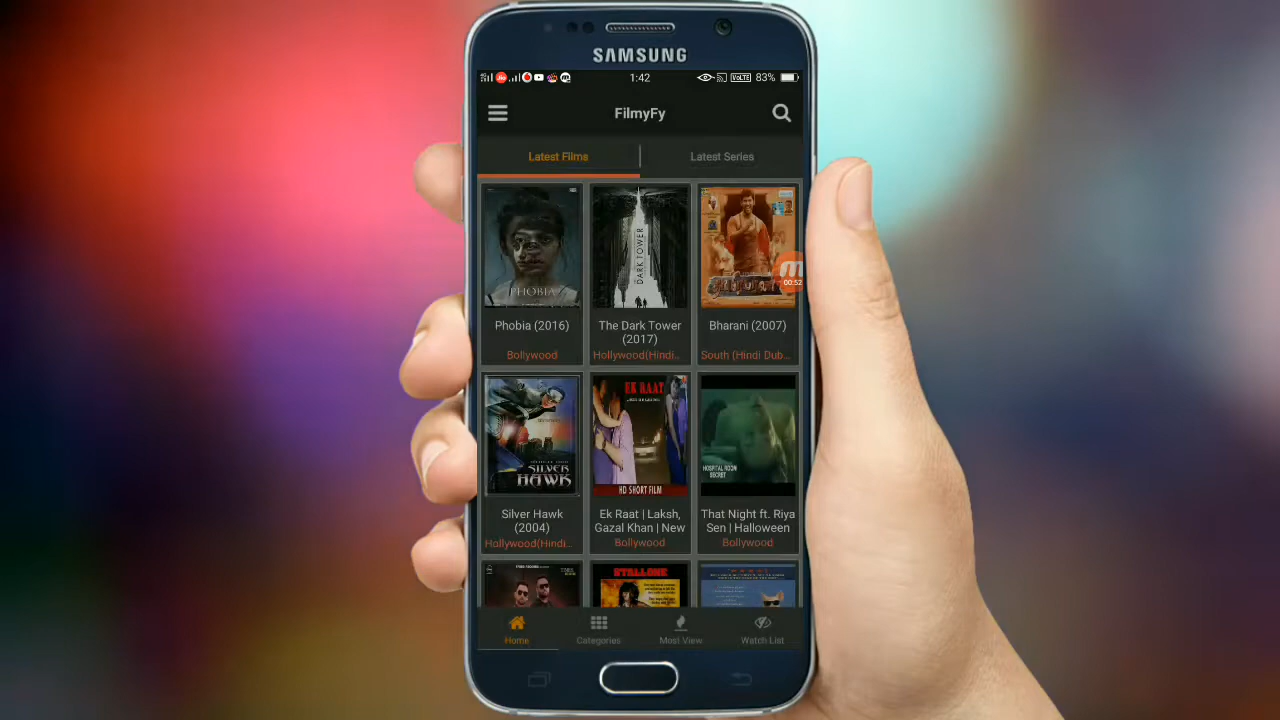 SAMSUNG
1:42
VoLTE 83%
FilmyFy
Latest Films
Latest Series
PHOBIA
DARK TOWER
00:52
Phobia (2016)
The Dark Tower
(2017)
Bharani (2007)
Bollywood
Hollywood(Hindi..
South (Hindi Dub...
SILVER
HAWK
EK RAAT
HD SHORT FILM
HOSPITAL ROOM
SECRET
Silver Hawk
(2004)
Ek Raat | Laksh,
Gazal Khan | New
That Night ft. Riya
Sen | Halloween
Hollywood(Hindi...
Bollywood
Bollywood
STALLONE
Home
Categories
Most View
Watch List